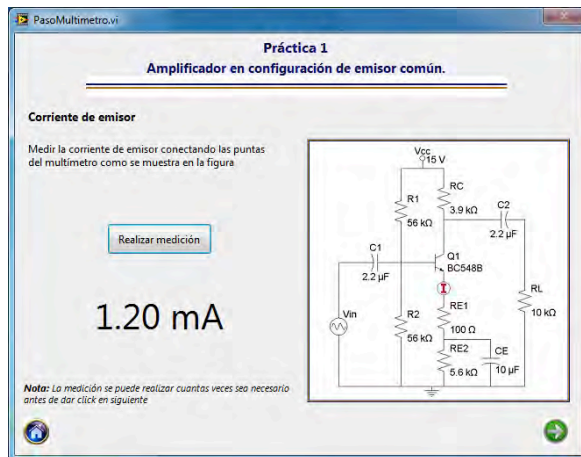 PasoMultimetro.vi
Práctica 1
Amplificador en configuración de emisor común.
Corriente de emisor
Medir la corriente de emisor conectando las puntas
del multímetro como se muestra en la figura
Realizar medición
1.20 mA
Nota: La medición se puede realizar cuantas veces sea necesario
antes de dar click en siguiente
Vcc
15 V
R1
56 kΩ
RC
3.9 kΩ
C2
2.2 µF
C1
2.2 µF
Q1
BC548B
I
RE1
100 Ω
RL
10 kΩ
Vin
R2
56 kΩ
RE2
5.6 kΩ
CE
10 µF